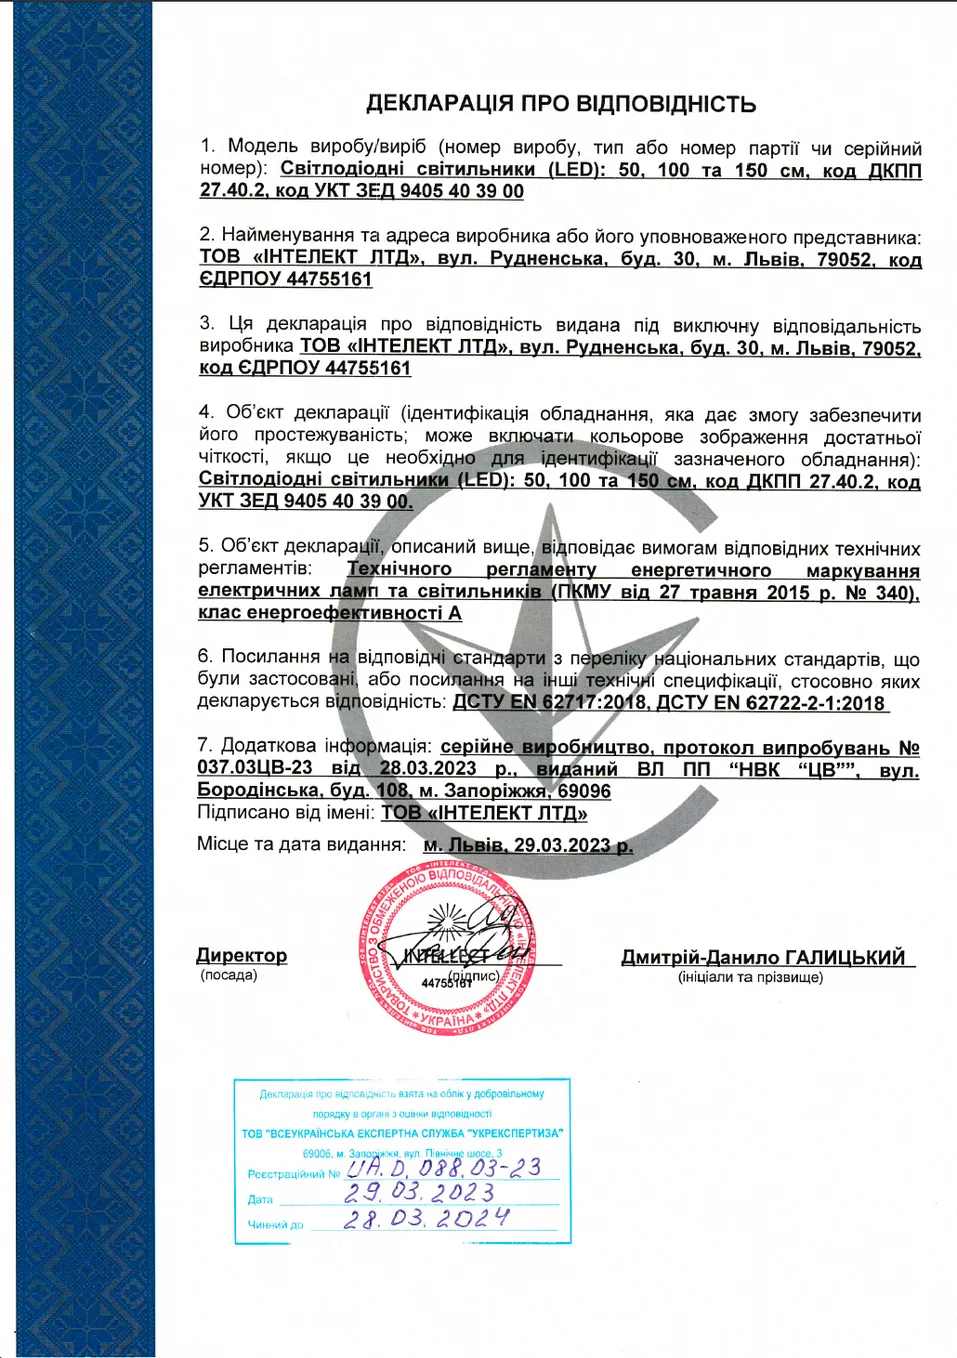 ДЕКЛАРАЦІЯ ПРО ВІДПОВІДНІСТЬ
1. Модель виробу/виріб (номер виробу, тип або номер партії чи серійний
номер): Світлодіодні світильники (LED): 50, 100 та 150 см, код ДКПП
27.40.2, код УКТ ЗЕД 9405 40 39 00
2. Найменування та адреса виробника або його уповноваженого представника:
ТОВ «ІНТЕЛЕКТ ЛТД», вул. Рудненська, буд. 30, м. Львів, 79052, код
ЄДРПОУ 44755161
3. Ця декларація про відповідність видана під виключну відповідальність
виробника ТОВ «ІНТЕЛЕКТ ЛТД», вул. Рудненська, буд. 30, м. Львів, 79052,
код ЄДРПОУ 44755161
4. Об’єкт декларації (ідентифікація обладнання, яка дає змогу забезпечити
його простежуваність; може включати кольорове зображення достатньої
чіткості, якщо це необхідно для ідентифікації зазначеного обладнання):
Світлодіодні світильники (LED): 50, 100 та 150 см, код ДКПП 27.40.2, код
УКТ ЗЕД 9405 40 39 00.
5. Об’єкт декларації, описаний вище, відповідає вимогам відповідних технічних
регламентів: Технічного регламенту енергетичного маркування
електричних ламп та світильників (ПКМУ від 27 травня 2015 р. № 340),
клас енергоефективності А
6. Посилання на відповідні стандарти з переліку національних стандартів, що
були застосовані, або посилання на інші технічні специфікації, стосовно яких
декларується відповідність: ДСТУ EN 62717:2018, ДСТУ EN 62722-2-1:2018
7. Додаткова інформація: серійне виробництво, протокол випробувань №
037.03ЦВ-23 від 28.03.2023 р., виданий ВЛ ПП “НВК “ЦВ””, вул.
Бородінська, буд. 108, м. Запоріжжя, 69096
Підписано від імені: ТОВ «ІНТЕЛЕКТ ЛТД»
Місце та дата видання: м. Львів, 29.03.2023 р.
ТОВАРИСТВО З ОБМЕЖЕНОЮ ВІДПОВІДАЛЬНІСТЮ «ІНТЕЛЕКТ ЛТД»
* УКРАЇНА *
INTELLECT
44755161
Директор Дмитрій-Данило ГАЛИЦЬКИЙ
(посада) (підпис) (ініціали та прізвище)
Декларація про відповідність взята на облік у добровільному
порядку в органі з оцінки відповідності
ТОВ "ВСЕУКРАЇНСЬКА ЕКСПЕРТНА СЛУЖБА "УКРЕКСПЕРТИЗА"
69006, м. Запоріжжя, вул. Північне шосе, 3
Реєстраційний № UA.D.088.03-23
Дата 29.03.2023
Чинний до 28.03.2024